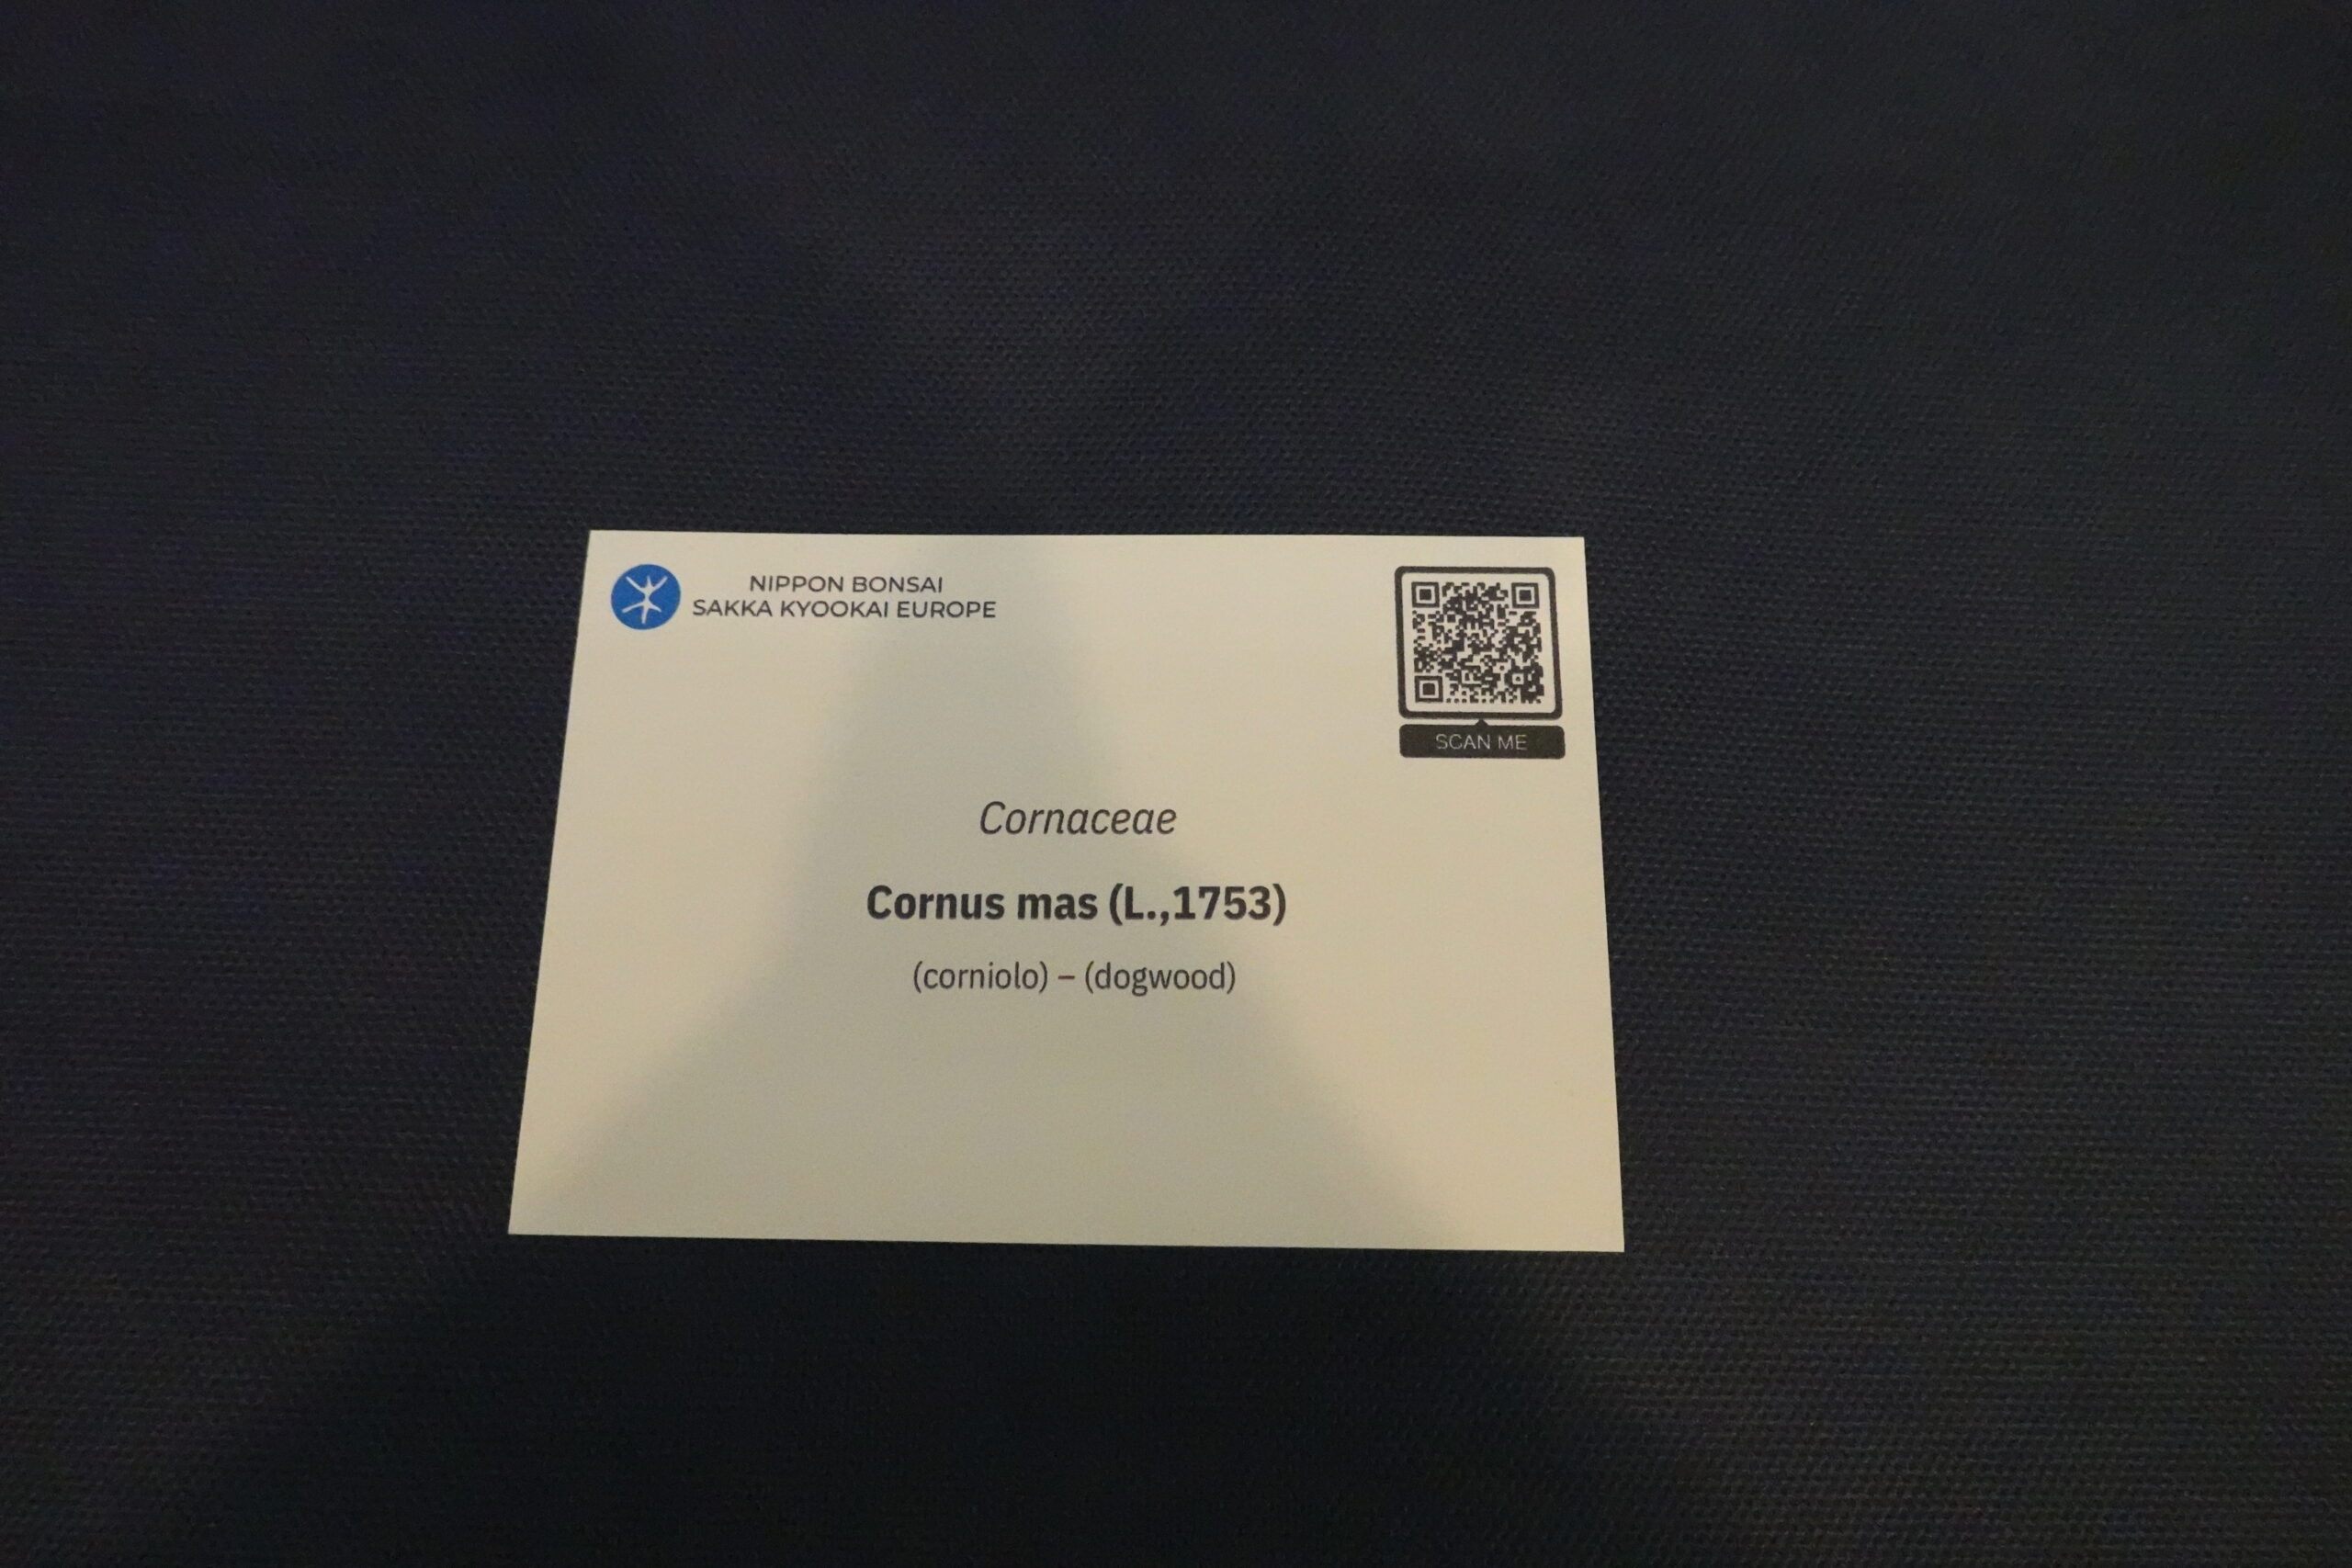 NIPPON BONSAI
SAKKA KYOOKAI EUROPE
SCAN ME
Cornaceae
Cornus mas (L.,1753)
(corniolo) – (dogwood)